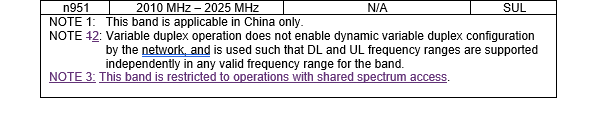 n951 2010 MHz – 2025 MHz N/A SUL
NOTE 1: This band is applicable in China only.
NOTE 12: Variable duplex operation does not enable dynamic variable duplex configuration
by the network, and is used such that DL and UL frequency ranges are supported
independently in any valid frequency range for the band.
NOTE 3: This band is restricted to operations with shared spectrum access.